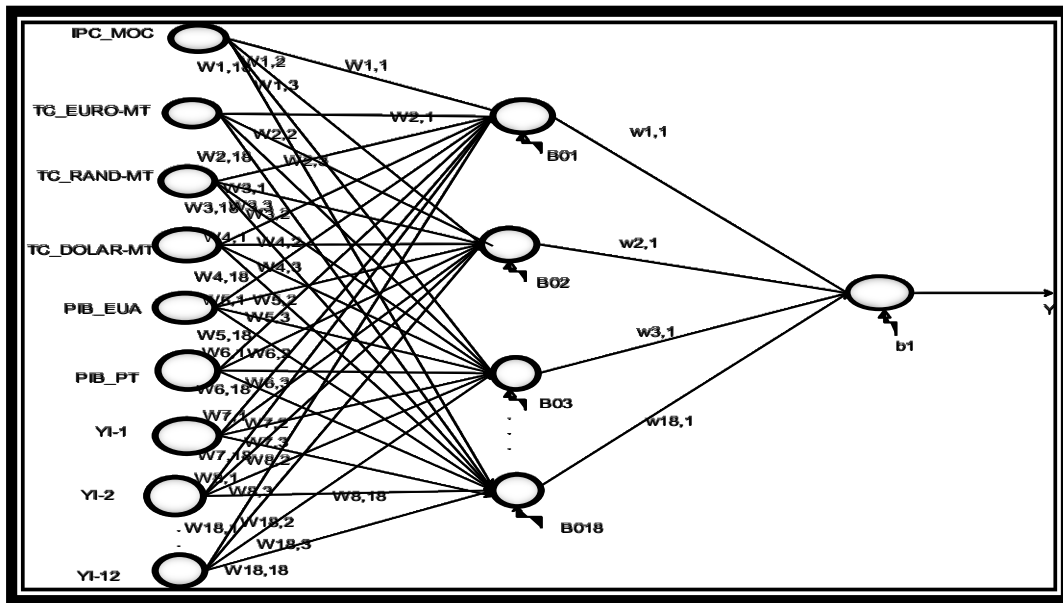 IPC_MOC
W1,2
W1,18
W1,1
W1,3
TC_EURO-MT
W2,1
w1,1
W2,2
B01
W2,18
W2,3
TC_RAND-MT
W3,1
W3,18
W3,3
W3,2
W4,1
W4,2
w2,1
TC_DOLAR-MT
W4,3
W4,18
B02
W5,2
PIB_EUA
W5,3
Y
W5,18
w3,1
b1
W6,1
W6,2
PIB_PT
W6,3
W6,18
B03
W7,1
W7,2
w18,1
YI-1
W7,3
W7,18
W8,2
W8,1
W8,3
W8,18
YI-2
W18,1
W18,2
B018
W18,3
W18,18
YI-12